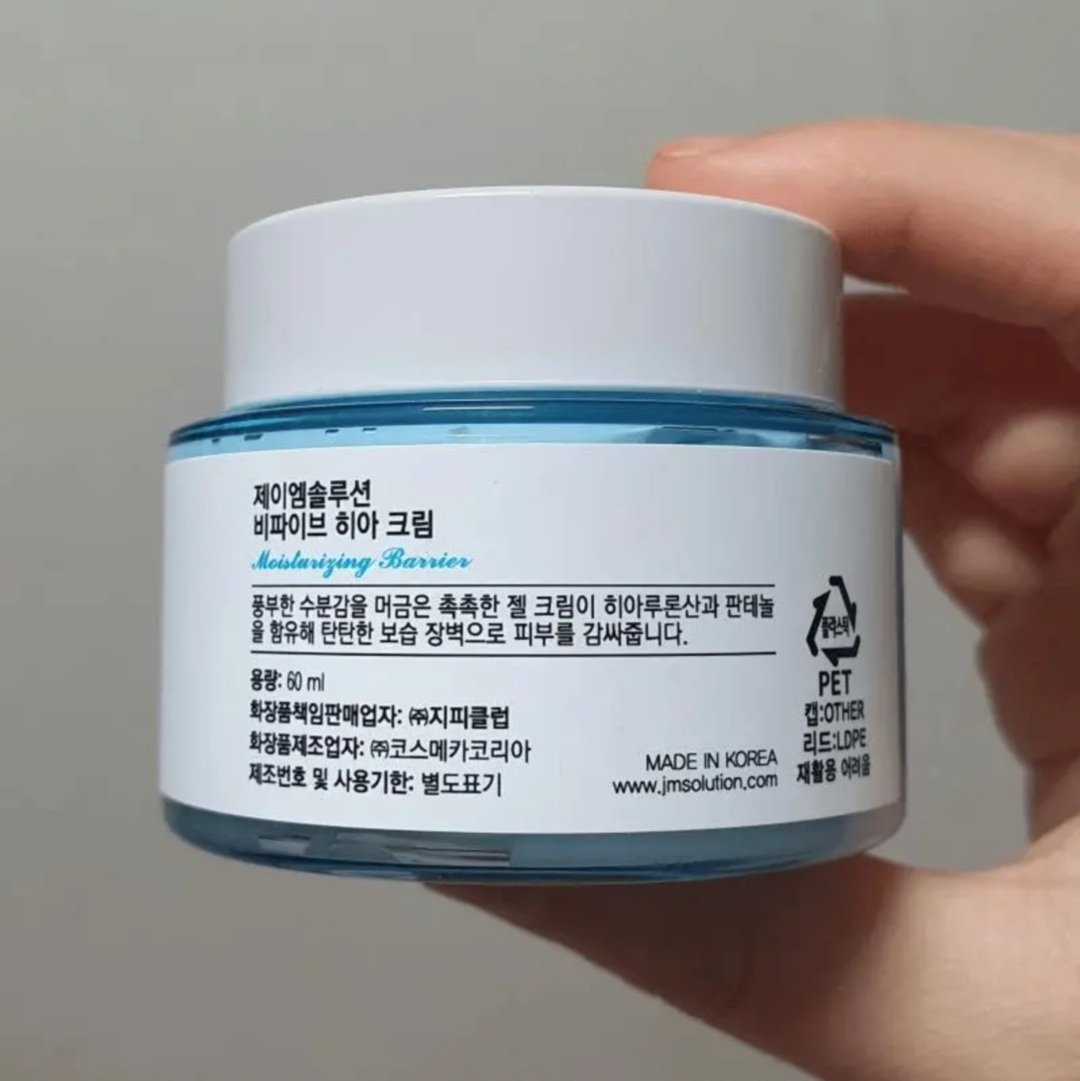 제이엠솔루션
비파이브 히아 크림
Moisturizing Barrier
풍부한 수분감을 머금은 촉촉한 젤 크림이 히아루론산과 판테놀
을 함유해 탄탄한 보습 장벽으로 피부를 감싸줍니다.
용량: 60 ml
화장품책임판매업자: ㈜지피클럽
화장품제조업자: ㈜코스메카코리아
제조번호 및 사용기한: 별도표기
MADE IN KOREA
www.jmsolution.com
플라스틱
PET
캡:OTHER
리드:LDPE
재활용 어려움